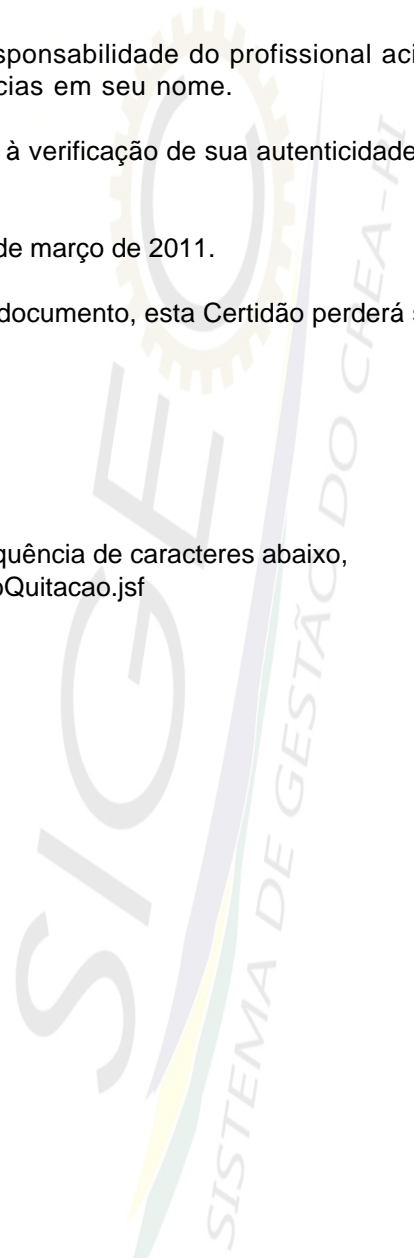 sponsabilidade do profissional aci
cias em seu nome.
à verificação de sua autenticidade
de março de 2011.
documento, esta Certidão perderá s
quência de caracteres abaixo,
oQuitacao.jsf
SIGEC
SISTEMA DE GESTÃO DO CREA-RJ